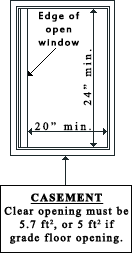 Edge of
open
window
24" min.
20" min.
CASEMENT
Clear opening must be
5.7 ft², or 5 ft² if
grade floor opening.